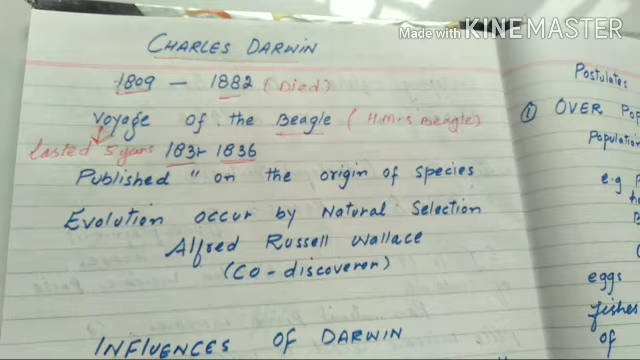 Made with KINEMASTER
CHARLES DARWIN
1809 — 1882 (Died)
Voyage of the Beagle (H.M.S Beagle)
lasted 5 years 1831- 1836
Published " on the origin of species
Evolution occur by Natural Selection
Alfred Russell Wallace
(Co-discoverer)
INFLUENCES OF DARWIN
Postulates
① OVER POP
Population
e.g
eggs
fishes
of